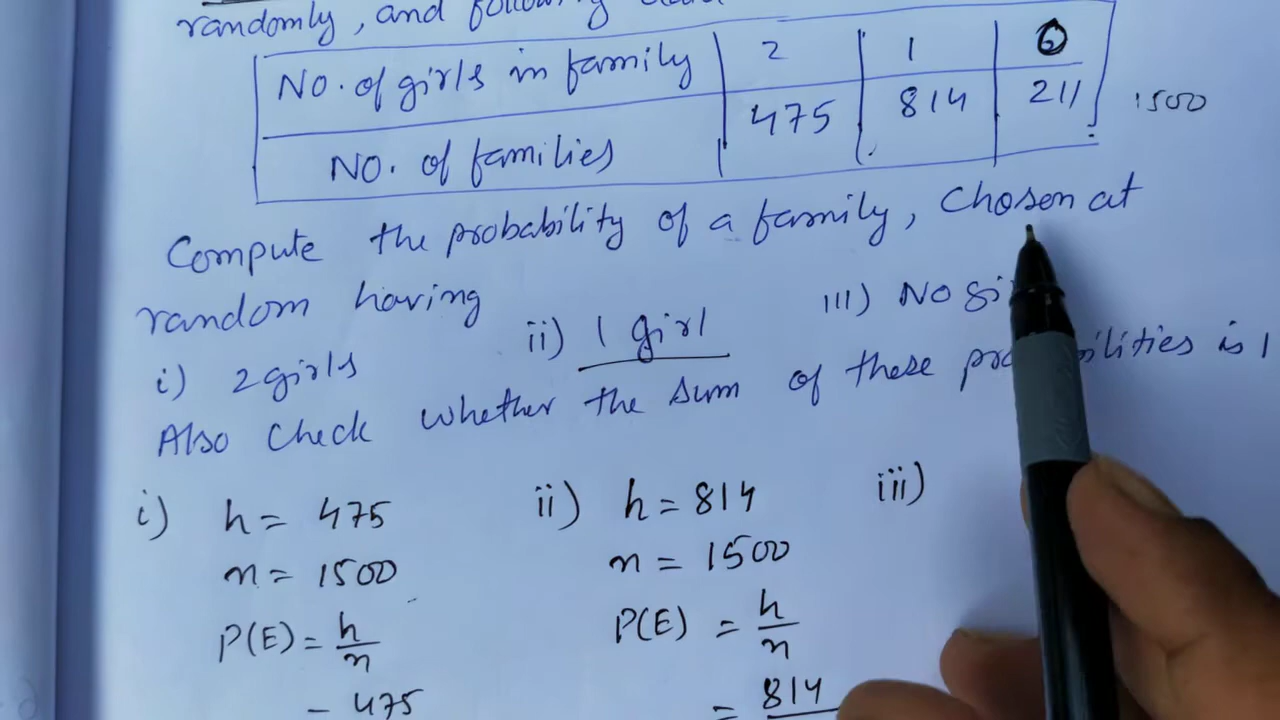 randomly, and
No. of girls in family 2 1 0
No. of families 475 814 211 1500
Compute the probability of a family, Chosen at
random having
i) 2 girls ii) 1 girl iii) No
Also Check whether the sum of these is 1
i) h = 475 ii) h = 814 iii)
n = 1500 n = 1500
P(E) = h/n P(E) = h/n
= 475 = 814